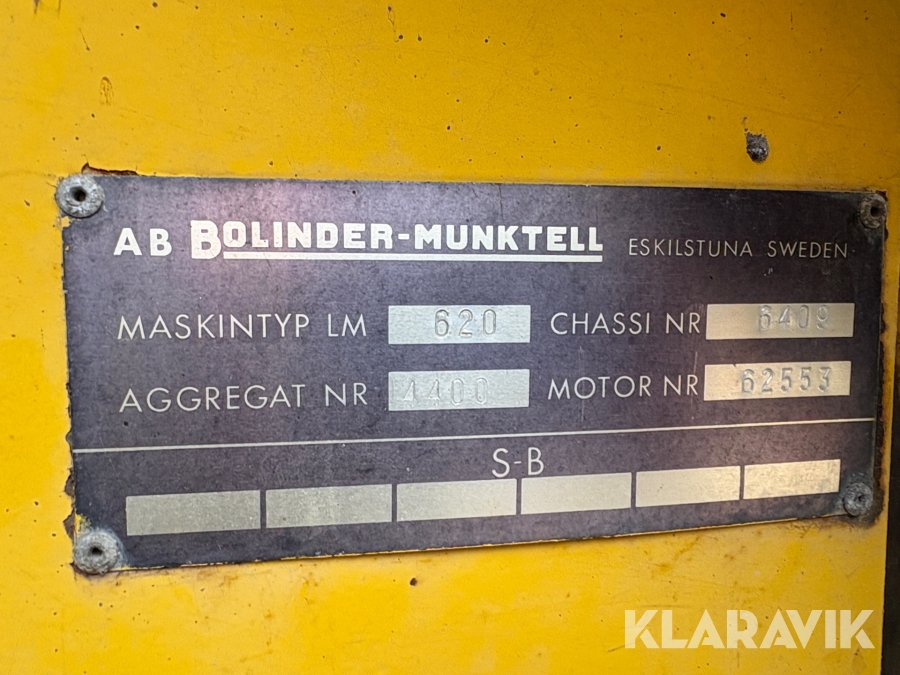 AB BOLINDER-MUNKTELL ESKILSTUNA SWEDEN
MASKINTYP LM 620 CHASSI NR 6409
AGGREGAT NR 4400 MOTOR NR 62553
S-B
KLARAVIK